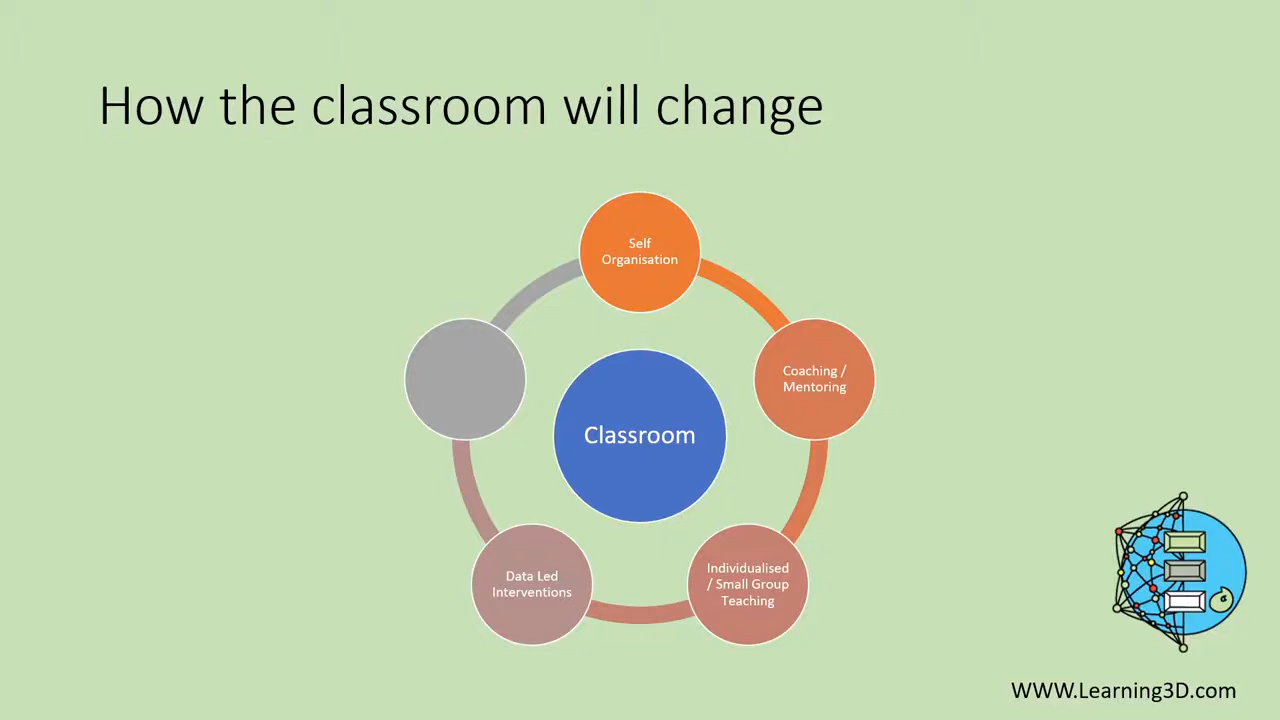 How the classroom will change
Self
Organisation
Coaching /
Mentoring
Classroom
Individualised
/ Small Group
Teaching
Data Led
Interventions
WWW.Learning3D.com